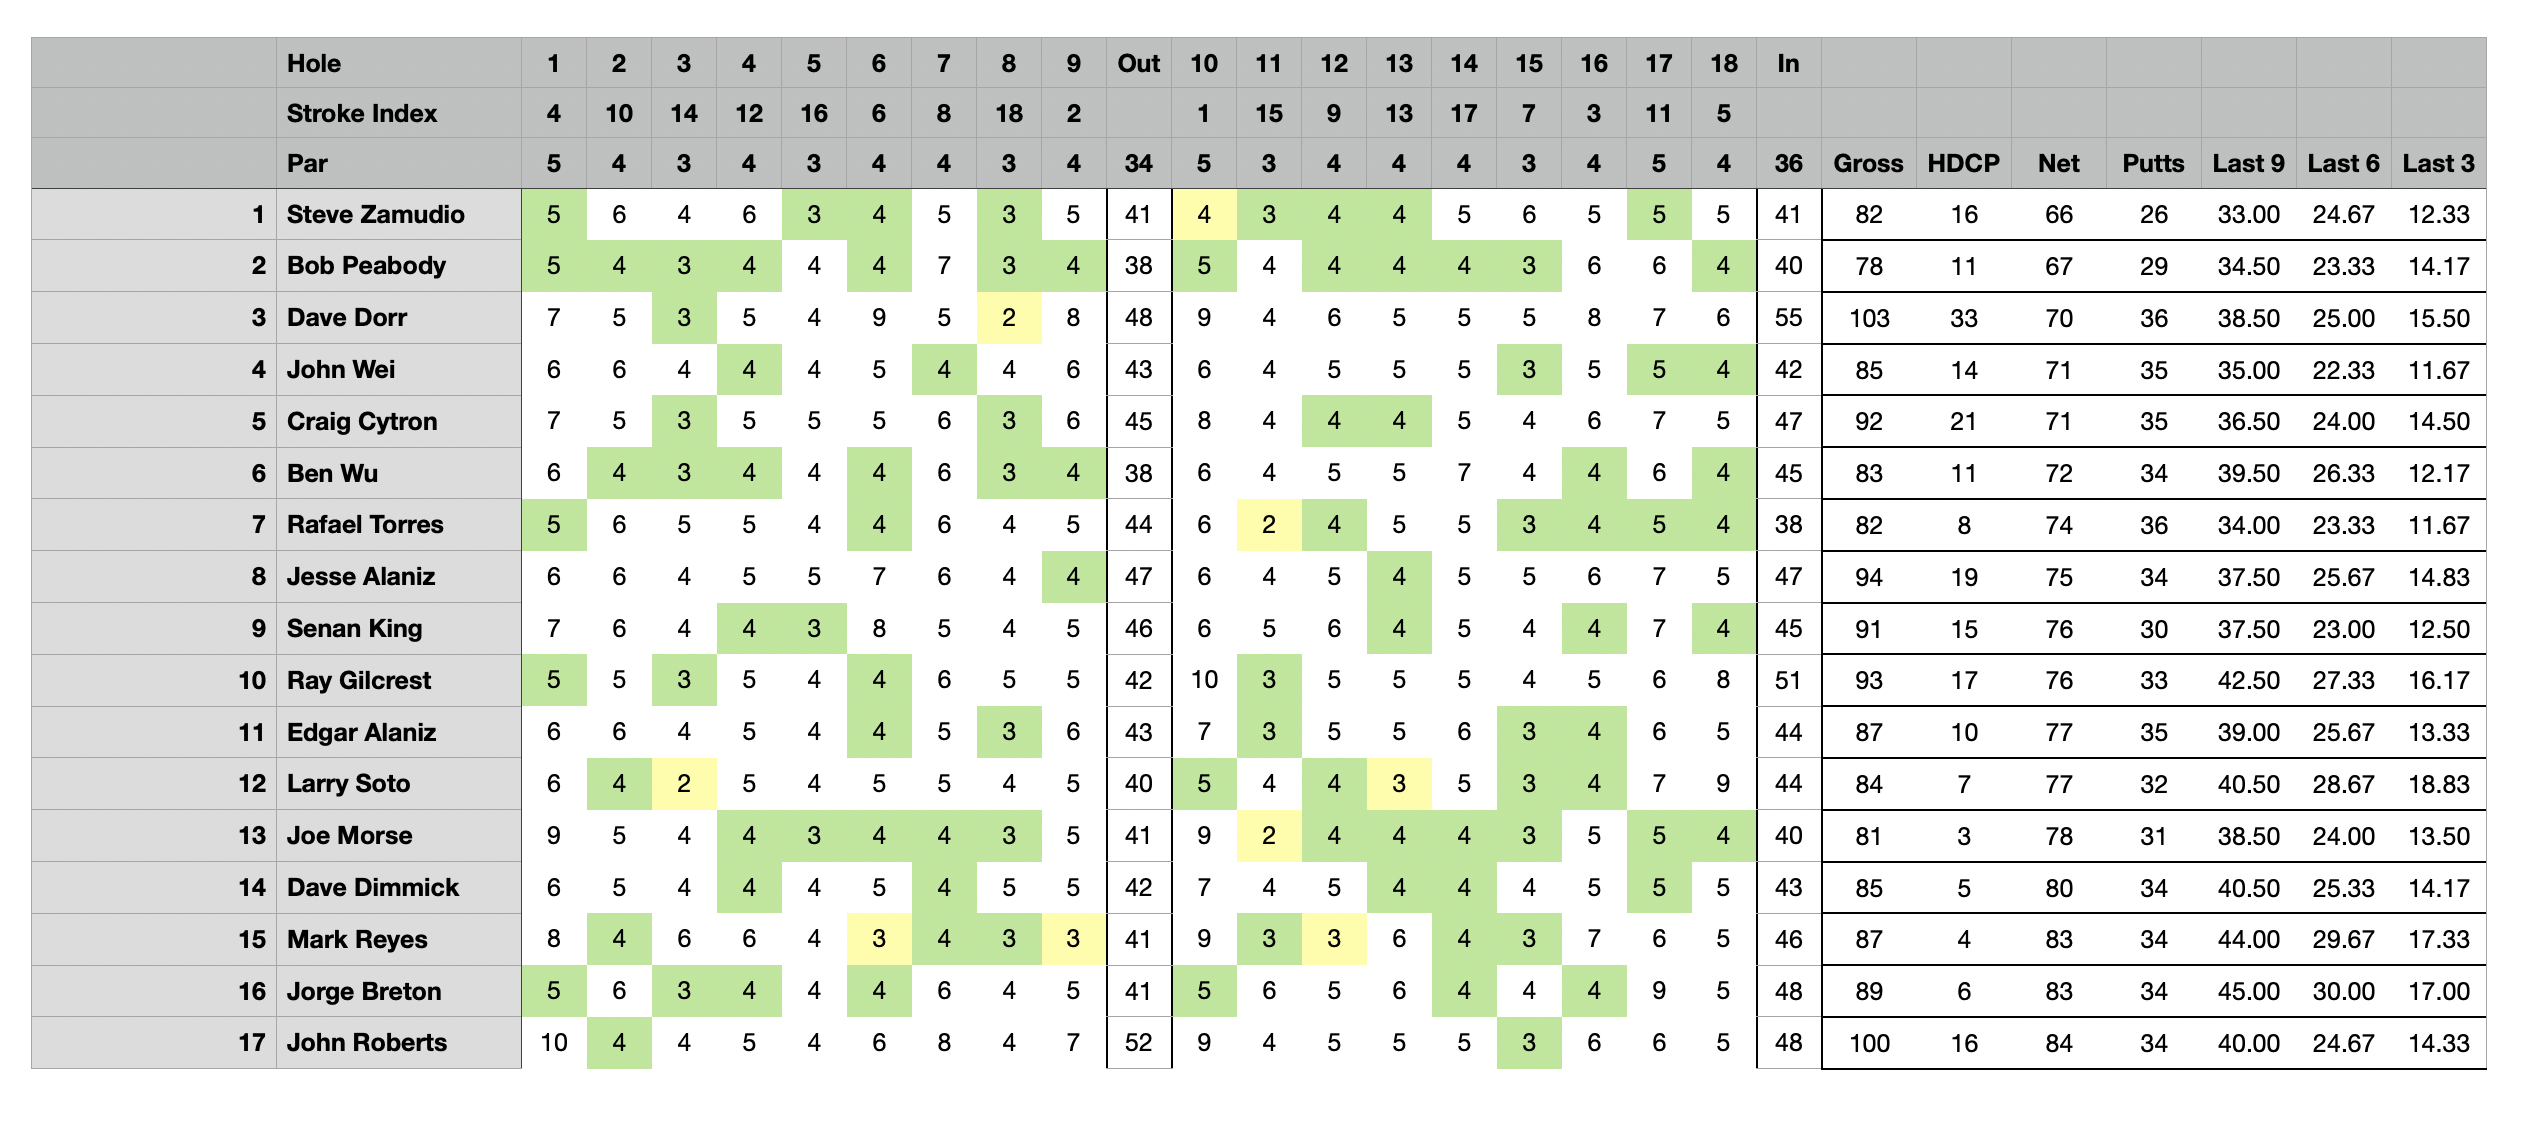 Hole 1 2 3 4 5 6 7 8 9 Out 10 11 12 13 14 15 16 17 18 In
Stroke Index 4 10 14 12 16 6 8 18 2 1 15 9 13 17 7 3 11 5
Par 5 4 3 4 3 4 4 3 4 34 5 3 4 4 4 3 4 5 4 36 Gross HDCP Net Putts Last 9 Last 6 Last 3
1 Steve Zamudio 5 6 4 6 3 4 5 3 5 41 4 3 4 4 5 6 5 5 5 41 82 16 66 26 33.00 24.67 12.33
2 Bob Peabody 5 4 3 4 4 4 7 3 4 38 5 4 4 4 4 3 6 6 4 40 78 11 67 29 34.50 23.33 14.17
3 Dave Dorr 7 5 3 5 4 9 5 2 8 48 9 4 6 5 5 5 8 7 6 55 103 33 70 36 38.50 25.00 15.50
4 John Wei 6 6 4 4 4 5 4 4 6 43 6 4 5 5 5 3 5 5 4 42 85 14 71 35 35.00 22.33 11.67
5 Craig Cytron 7 5 3 5 5 5 6 3 6 45 8 4 4 4 5 4 6 7 5 47 92 21 71 35 36.50 24.00 14.50
6 Ben Wu 6 4 3 4 4 4 6 3 4 38 6 4 5 5 7 4 4 6 4 45 83 11 72 34 39.50 26.33 12.17
7 Rafael Torres 5 6 5 5 4 4 6 4 5 44 6 2 4 5 5 3 4 5 4 38 82 8 74 36 34.00 23.33 11.67
8 Jesse Alaniz 6 6 4 5 5 7 6 4 4 47 6 4 5 4 5 5 6 7 5 47 94 19 75 34 37.50 25.67 14.83
9 Senan King 7 6 4 4 3 8 5 4 5 46 6 5 6 4 5 4 4 7 4 45 91 15 76 30 37.50 23.00 12.50
10 Ray Gilcrest 5 5 3 5 4 4 6 5 5 42 10 3 5 5 5 4 5 6 8 51 93 17 76 33 42.50 27.33 16.17
11 Edgar Alaniz 6 6 4 5 4 4 5 3 6 43 7 3 5 5 6 3 4 6 5 44 87 10 77 35 39.00 25.67 13.33
12 Larry Soto 6 4 2 5 4 5 5 4 5 40 5 4 4 3 5 3 4 7 9 44 84 7 77 32 40.50 28.67 18.83
13 Joe Morse 9 5 4 4 3 4 4 3 5 41 9 2 4 4 4 3 5 5 4 40 81 3 78 31 38.50 24.00 13.50
14 Dave Dimmick 6 5 4 4 4 5 4 5 5 42 7 4 5 4 4 4 5 5 5 43 85 5 80 34 40.50 25.33 14.17
15 Mark Reyes 8 4 6 6 4 3 4 3 3 41 9 3 3 6 4 3 7 6 5 46 87 4 83 34 44.00 29.67 17.33
16 Jorge Breton 5 6 3 4 4 4 6 4 5 41 5 6 5 6 4 4 4 9 5 48 89 6 83 34 45.00 30.00 17.00
17 John Roberts 10 4 4 5 4 6 8 4 7 52 9 4 5 5 5 3 6 6 5 48 100 16 84 34 40.00 24.67 14.33